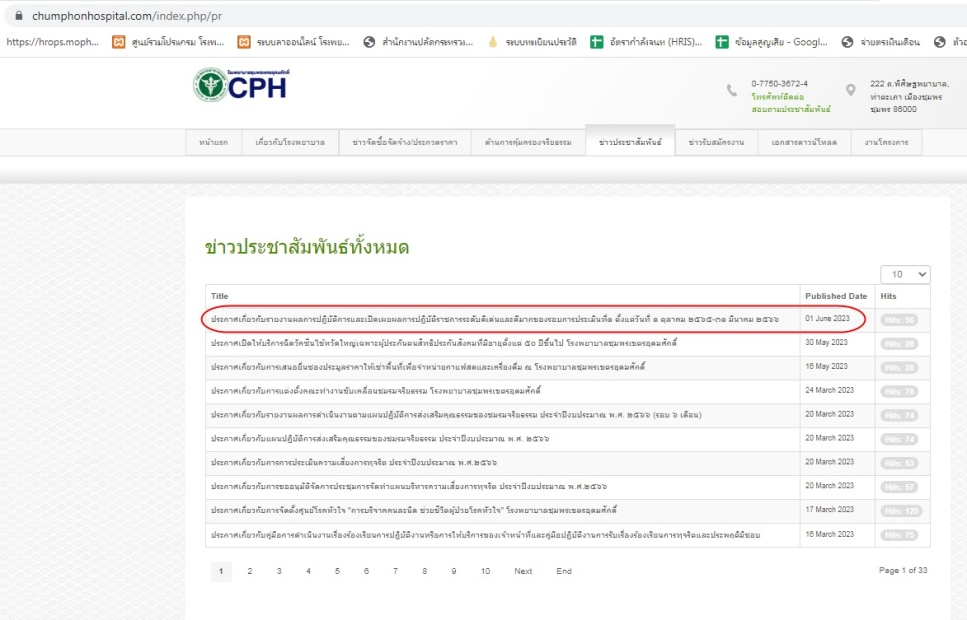 chumphonhospital.com/index.php/pr
https://hrops.moph... ศูนย์รวมโปรแกรม โรงพ... ระบบลาออนไลน์ โรงพย... สำนักงานปลัดกระทรวง... ระบบทะเบียนประวัติ อัตรากำลังจนท (HRIS)... ข้อมูลสูญเสีย - Googl... จ่ายตรงเงินเดือน
โรงพยาบาลชุมพรเขตรอุดมศักดิ์
CPH
0-7750-3672-4
โทรศัพท์ติดต่อ
สอบถามประชาสัมพันธ์
222 ถ.พิศิษฐพยาบาล,
ท่าตะเภา เมืองชุมพร
ชุมพร 86000
หน้าแรก เกี่ยวกับโรงพยาบาล ข่าวจัดซื้อจัดจ้าง/ประกวดราคา ด้านการคุ้มครองจริยธรรม ข่าวประชาสัมพันธ์ ข่าวรับสมัครงาน เอกสารดาวน์โหลด งานโครงการ
ข่าวประชาสัมพันธ์ทั้งหมด
10
Title Published Date Hits
ประกาศเกี่ยวกับรายงานผลการปฏิบัติการและเปิดเผยผลการปฏิบัติราชการระดับดีเด่นและดีมากของรอบการประเมินที่๑ ตั้งแต่วันที่ ๑ ตุลาคม ๒๕๖๕-๓๑ มีนาคม ๒๕๖๖ 01 June 2023 Hits: 56
ประกาศเปิดให้บริการฉีดวัคซีนไข้หวัดใหญ่เฉพาะผู้ประกันตนสิทธิประกันสังคมที่มีอายุตั้งแต่ ๕๐ ปีขึ้นไป โรงพยาบาลชุมพรเขตรอุดมศักดิ์ 30 May 2023 Hits: 20
ประกาศเกี่ยวกับการเสนอยื่นซองประมูลราคาให้เช่าพื้นที่เพื่อจำหน่ายกาแฟสดและเครื่องดื่ม ณ โรงพยาบาลชุมพรเขตรอุดมศักดิ์ 16 May 2023 Hits: 28
ประกาศเกี่ยวกับการแต่งตั้งคณะทำงานขับเคลื่อนชมรมจริยธรรม โรงพยาบาลชุมพรเขตรอุดมศักดิ์ 24 March 2023 Hits: 78
ประกาศเกี่ยวกับรายงานผลการดำเนินงานตามแผนปฏิบัติการส่งเสริมคุณธรรมของชมรมจริยธรรม ประจำปีงบประมาณ พ.ศ. ๒๕๖๖ (รอบ ๖ เดือน) 20 March 2023 Hits: 74
ประกาศเกี่ยวกับแผนปฏิบัติการส่งเสริมคุณธรรมของชมรมจริยธรรม ประจำปีงบประมาณ พ.ศ. ๒๕๖๖ 20 March 2023 Hits: 74
ประกาศเกี่ยวกับการการประเมินความเสี่ยงการทุจริต ประจำปีงบประมาณ พ.ศ.๒๕๖๖ 20 March 2023 Hits: 53
ประกาศเกี่ยวกับการขออนุมัติจัดการประชุมการจัดทำแผนบริหารความเสี่ยงการทุจริต ประจำปีงบประมาณ พ.ศ.๒๕๖๖ 20 March 2023 Hits: 67
ประกาศเกี่ยวกับการจัดตั้งศูนย์โรคหัวใจ "การบริจาคคนละนิด ช่วยชีวิตผู้ป่วยโรคหัวใจ" โรงพยาบาลชุมพรเขตรอุดมศักดิ์ 17 March 2023 Hits: 129
ประกาศเกี่ยวกับคู่มือการดำเนินงานเรื่องร้องเรียนการปฏิบัติงานหรือการให้บริการของเจ้าหน้าที่และคู่มือปฏิบัติงานการรับเรื่องร้องเรียนการทุจริตและประพฤติมิชอบ 16 March 2023 Hits: 75
1 2 3 4 5 6 7 8 9 10 Next End Page 1 of 33